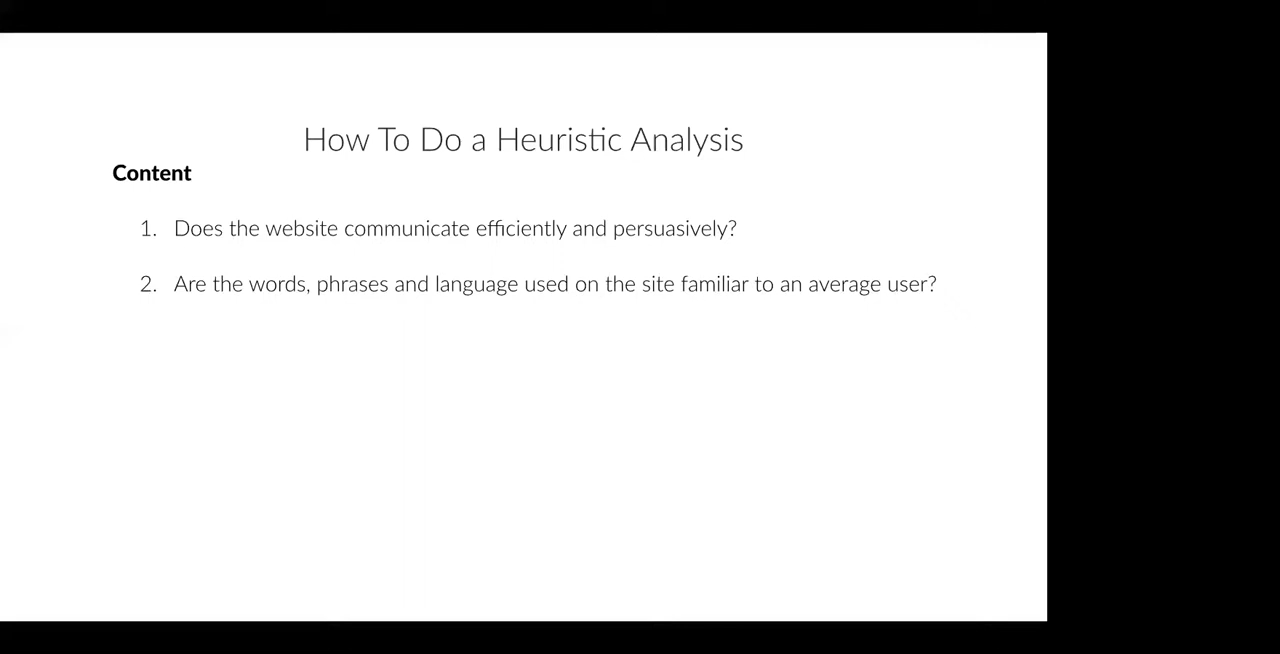 How To Do a Heuristic Analysis
Content
1. Does the website communicate efficiently and persuasively?
2. Are the words, phrases and language used on the site familiar to an average user?